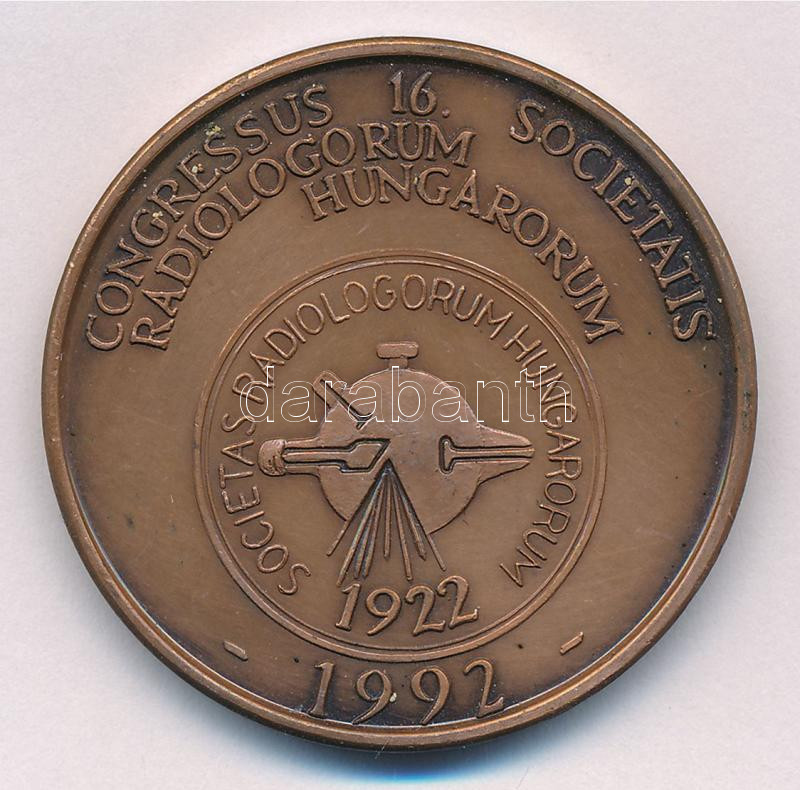 CONGRESSUS 16. SOCIETATIS
RADIOLOGORUM
HUNGARORUM
SOCIETAS RADIOLOGORUM HUNGARORUM
darabanth
1922
- 1992 -